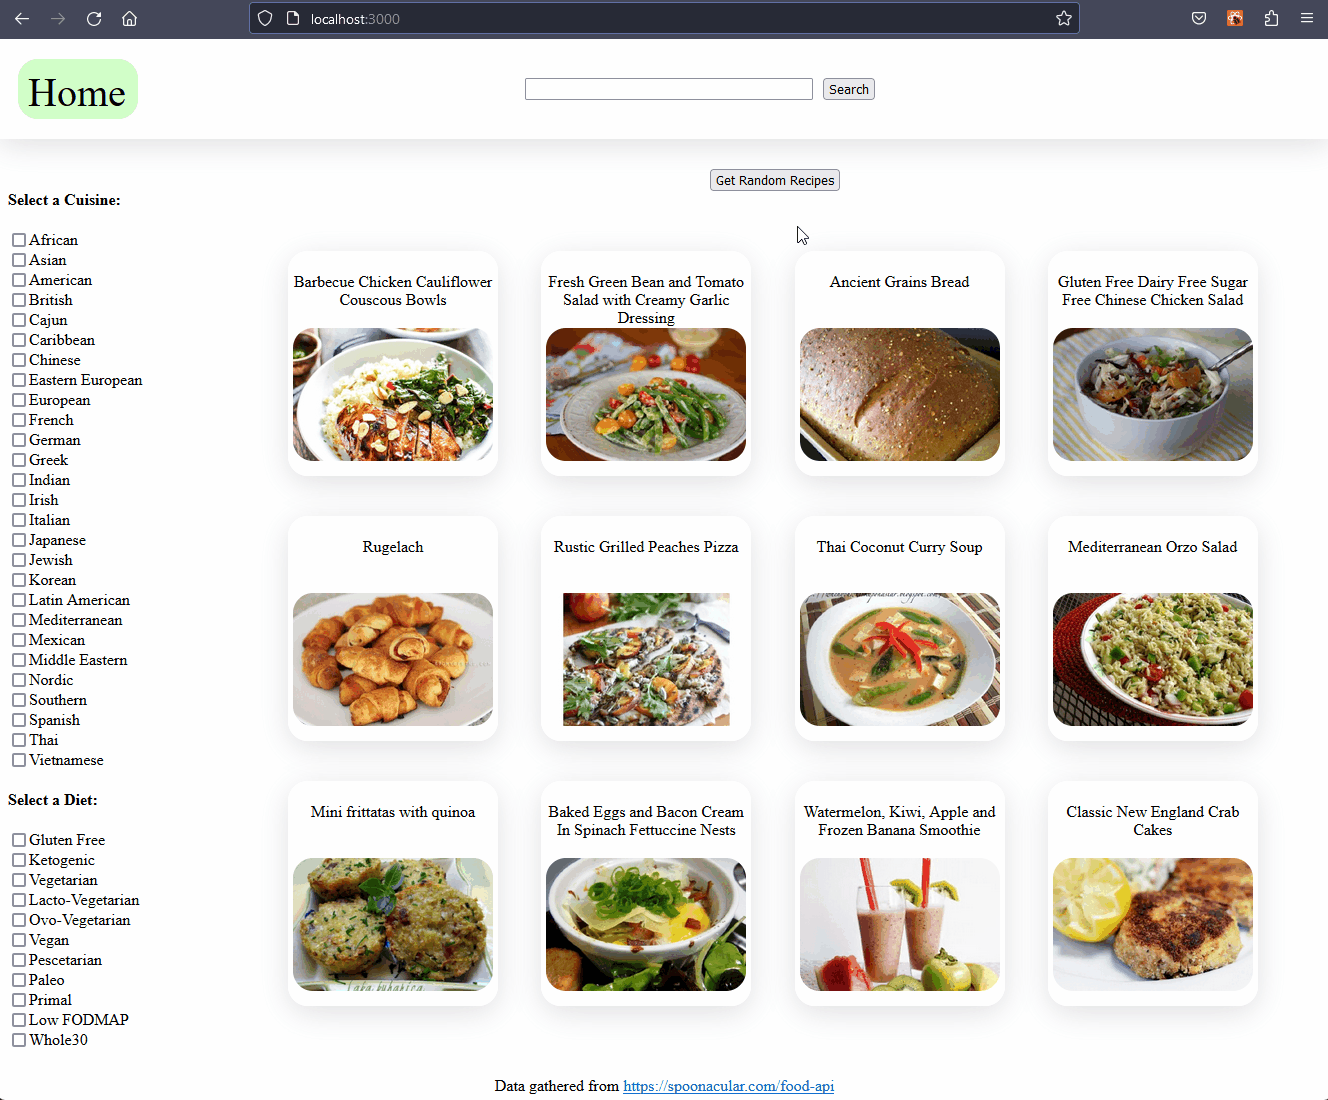 localhost:3000
Home
Search
Get Random Recipes
Select a Cuisine:
African
Asian
American
British
Cajun
Caribbean
Chinese
Eastern European
European
French
German
Greek
Indian
Irish
Italian
Japanese
Jewish
Korean
Latin American
Mediterranean
Mexican
Middle Eastern
Nordic
Southern
Spanish
Thai
Vietnamese
Select a Diet:
Gluten Free
Ketogenic
Vegetarian
Lacto-Vegetarian
Ovo-Vegetarian
Vegan
Pescetarian
Paleo
Primal
Low FODMAP
Whole30
Barbecue Chicken Cauliflower
Couscous Bowls
Fresh Green Bean and Tomato
Salad with Creamy Garlic
Dressing
Ancient Grains Bread
Gluten Free Dairy Free Sugar
Free Chinese Chicken Salad
Rugelach
Rustic Grilled Peaches Pizza
Thai Coconut Curry Soup
Mediterranean Orzo Salad
Mini frittatas with quinoa
Baked Eggs and Bacon Cream
In Spinach Fettuccine Nests
Watermelon, Kiwi, Apple and
Frozen Banana Smoothie
Classic New England Crab
Cakes
Data gathered from https://spoonacular.com/food-api